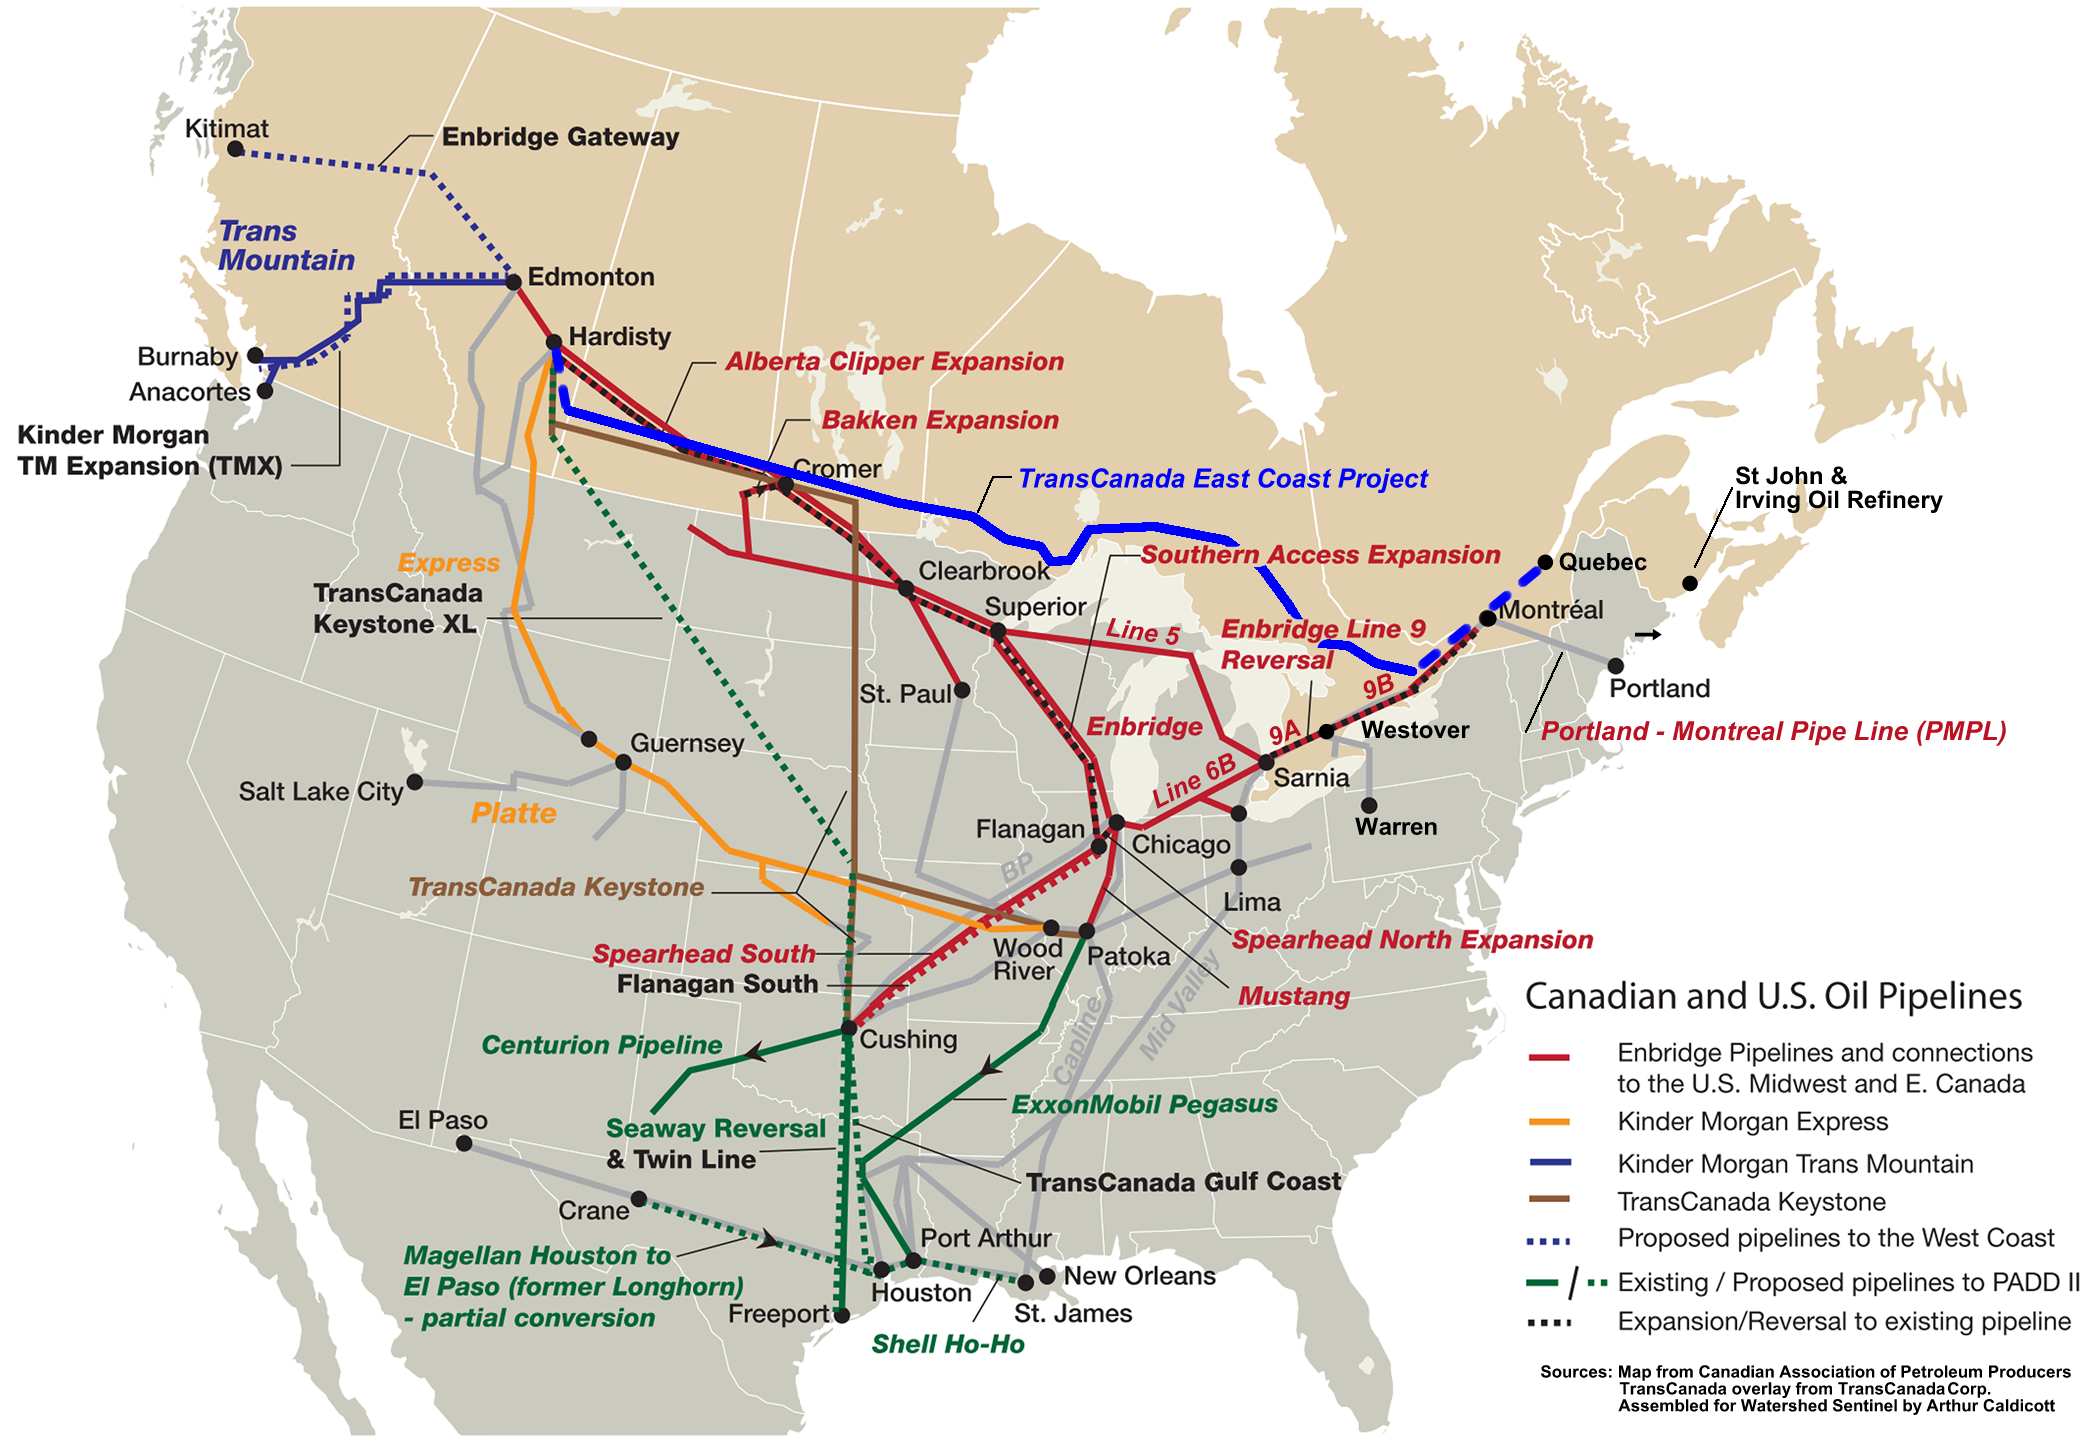 Kitimat
Enbridge Gateway
Trans
Mountain
Edmonton
Hardisty
Burnaby
Anacortes
Alberta Clipper Expansion
Bakken Expansion
Kinder Morgan
TM Expansion (TMX)
Cromer
TransCanada East Coast Project
St John &
Irving Oil Refinery
Express
TransCanada
Keystone XL
Clearbrook
Southern Access Expansion
Quebec
Superior
Montréal
Line 5
Enbridge Line 9
Reversal
St. Paul
9B
Portland
Enbridge
9A
Westover
Portland - Montreal Pipe Line (PMPL)
Guernsey
Salt Lake City
Line 6B
Sarnia
Platte
Flanagan
Chicago
Warren
BP
TransCanada Keystone
Lima
Spearhead South
Flanagan South
Wood
River
Patoka
Spearhead North Expansion
Mustang
Capline
Mid Valley
Centurion Pipeline
Cushing
ExxonMobil Pegasus
El Paso
Seaway Reversal
& Twin Line
TransCanada Gulf Coast
Crane
Magellan Houston to
El Paso (former Longhorn)
- partial conversion
Port Arthur
Houston
New Orleans
St. James
Freeport
Shell Ho-Ho
Canadian and U.S. Oil Pipelines
Enbridge Pipelines and connections
to the U.S. Midwest and E. Canada
Kinder Morgan Express
Kinder Morgan Trans Mountain
TransCanada Keystone
Proposed pipelines to the West Coast
/ Existing / Proposed pipelines to PADD II
Expansion/Reversal to existing pipeline
Sources: Map from Canadian Association of Petroleum Producers
TransCanada overlay from TransCanada Corp.
Assembled for Watershed Sentinel by Arthur Caldicott